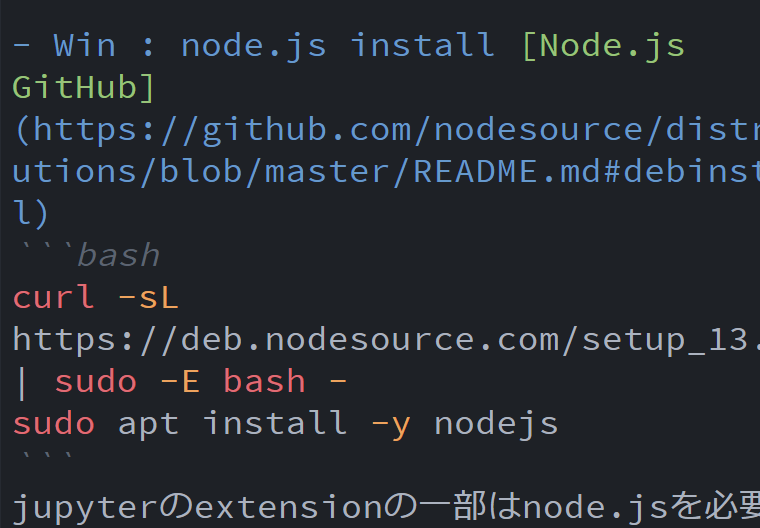 - Win : node.js install [Node.js
GitHub]
(https://github.com/nodesource/distr
utions/blob/master/README.md#debinst
l)
```bash
curl -sL
https://deb.nodesource.com/setup_13.
| sudo -E bash -
sudo apt install -y nodejs
```
jupyterのextensionの一部はnode.jsを必要